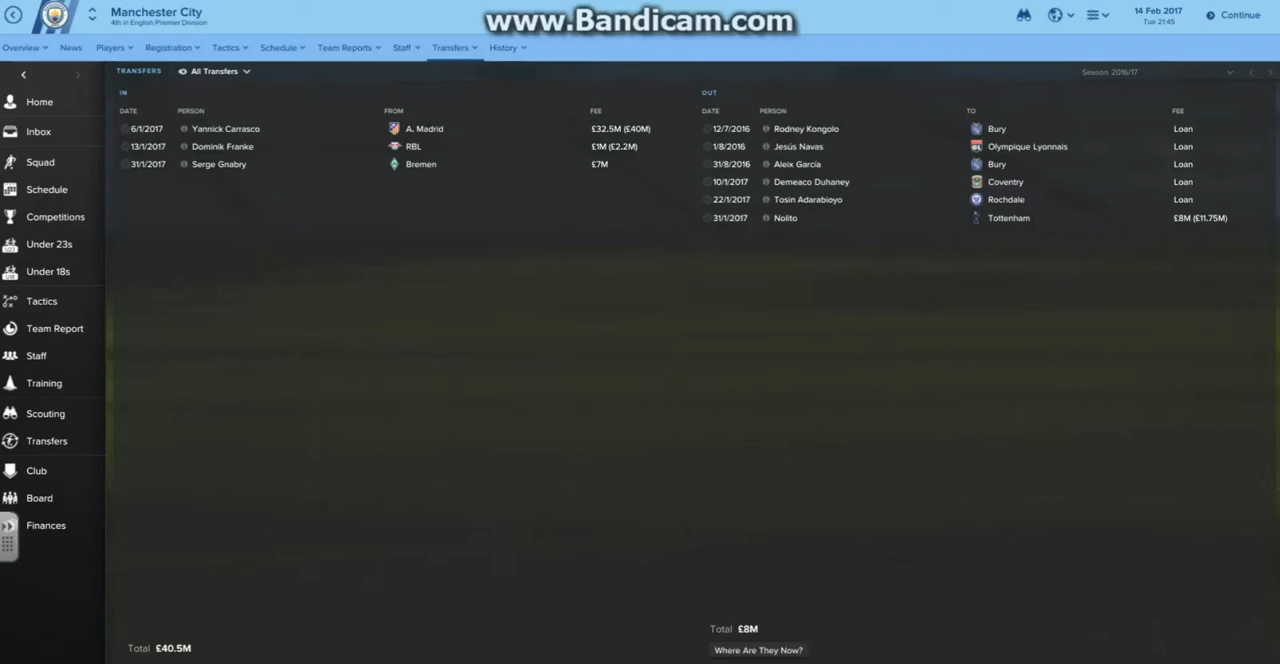 www.Bandicam.com
Manchester City
4th in English Premier Division
14 Feb 2017
Tue 21:45
Continue
Overview News Players Registration Tactics Schedule Team Reports Staff Transfers History
TRANSFERS All Transfers Season 2016/17
Home
Inbox
Squad
Schedule
Competitions
Under 23s
Under 18s
Tactics
Team Report
Staff
Training
Scouting
Transfers
Club
Board
Finances
IN
DATE PERSON FROM FEE
6/1/2017 Yannick Carrasco A. Madrid £32.5M (£40M)
13/1/2017 Dominik Franke RBL £1M (£2.2M)
31/1/2017 Serge Gnabry Bremen £7M
Total £40.5M
OUT
DATE PERSON TO FEE
12/7/2016 Rodney Kongolo Bury Loan
1/8/2016 Jesús Navas Olympique Lyonnais Loan
31/8/2016 Aleix García Bury Loan
10/1/2017 Demeaco Duhaney Coventry Loan
22/1/2017 Tosin Adarabioyo Rochdale Loan
31/1/2017 Nolito Tottenham £8M (£11.75M)
Total £8M
Where Are They Now?